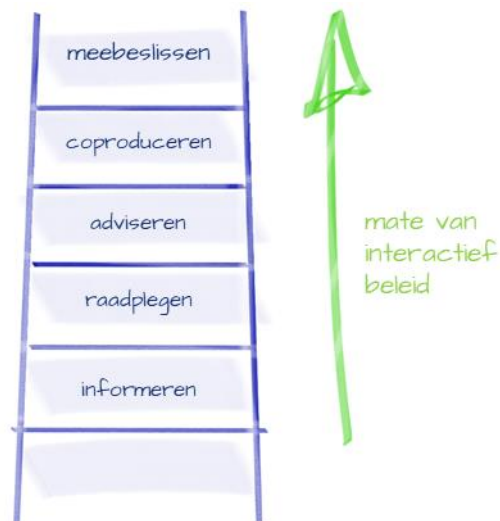 meebeslissen
coproduceren
adviseren
raadplegen
informeren
mate van
interactief
beleid